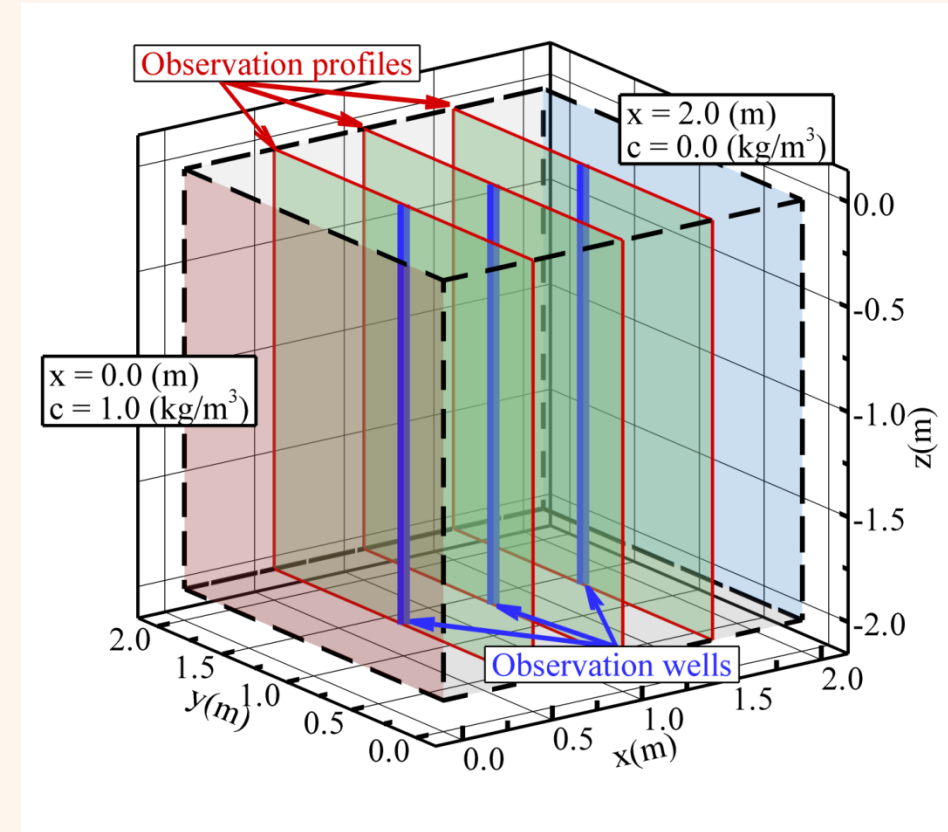 Observation profiles
x = 2.0 (m)
c = 0.0 (kg/m³)
x = 0.0 (m)
c = 1.0 (kg/m³)
0.0
-0.5
-1.0
-1.5
-2.0
z(m)
Observation wells
2.0
1.5
1.0
0.5
0.0
y(m)
0.0
0.5
1.0
1.5
2.0
x(m)